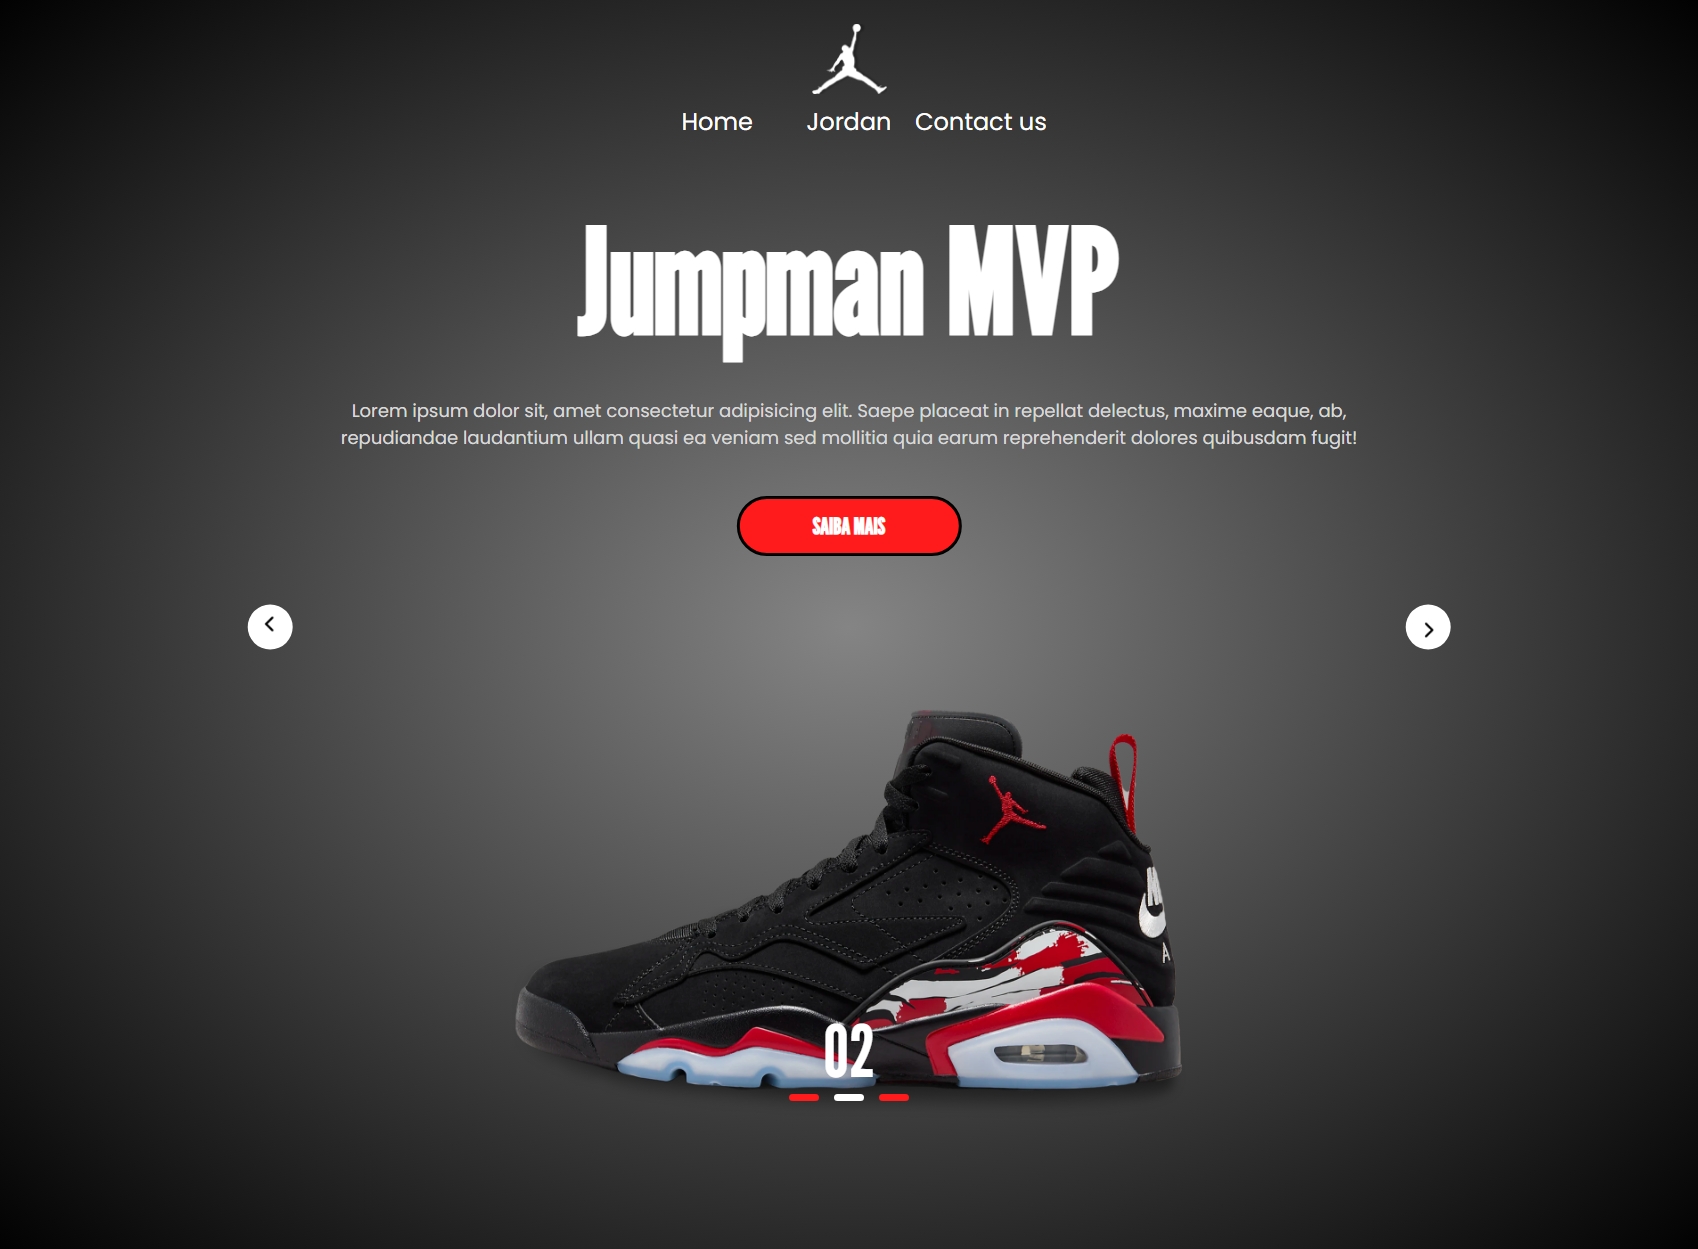 Home Jordan Contact us
Jumpman MVP
Lorem ipsum dolor sit, amet consectetur adipisicing elit. Saepe placeat in repellat delectus, maxime eaque, ab,
repudiandae laudantium ullam quasi ea veniam sed mollitia quia earum reprehenderit dolores quibusdam fugit!
SAIBA MAIS
A
02